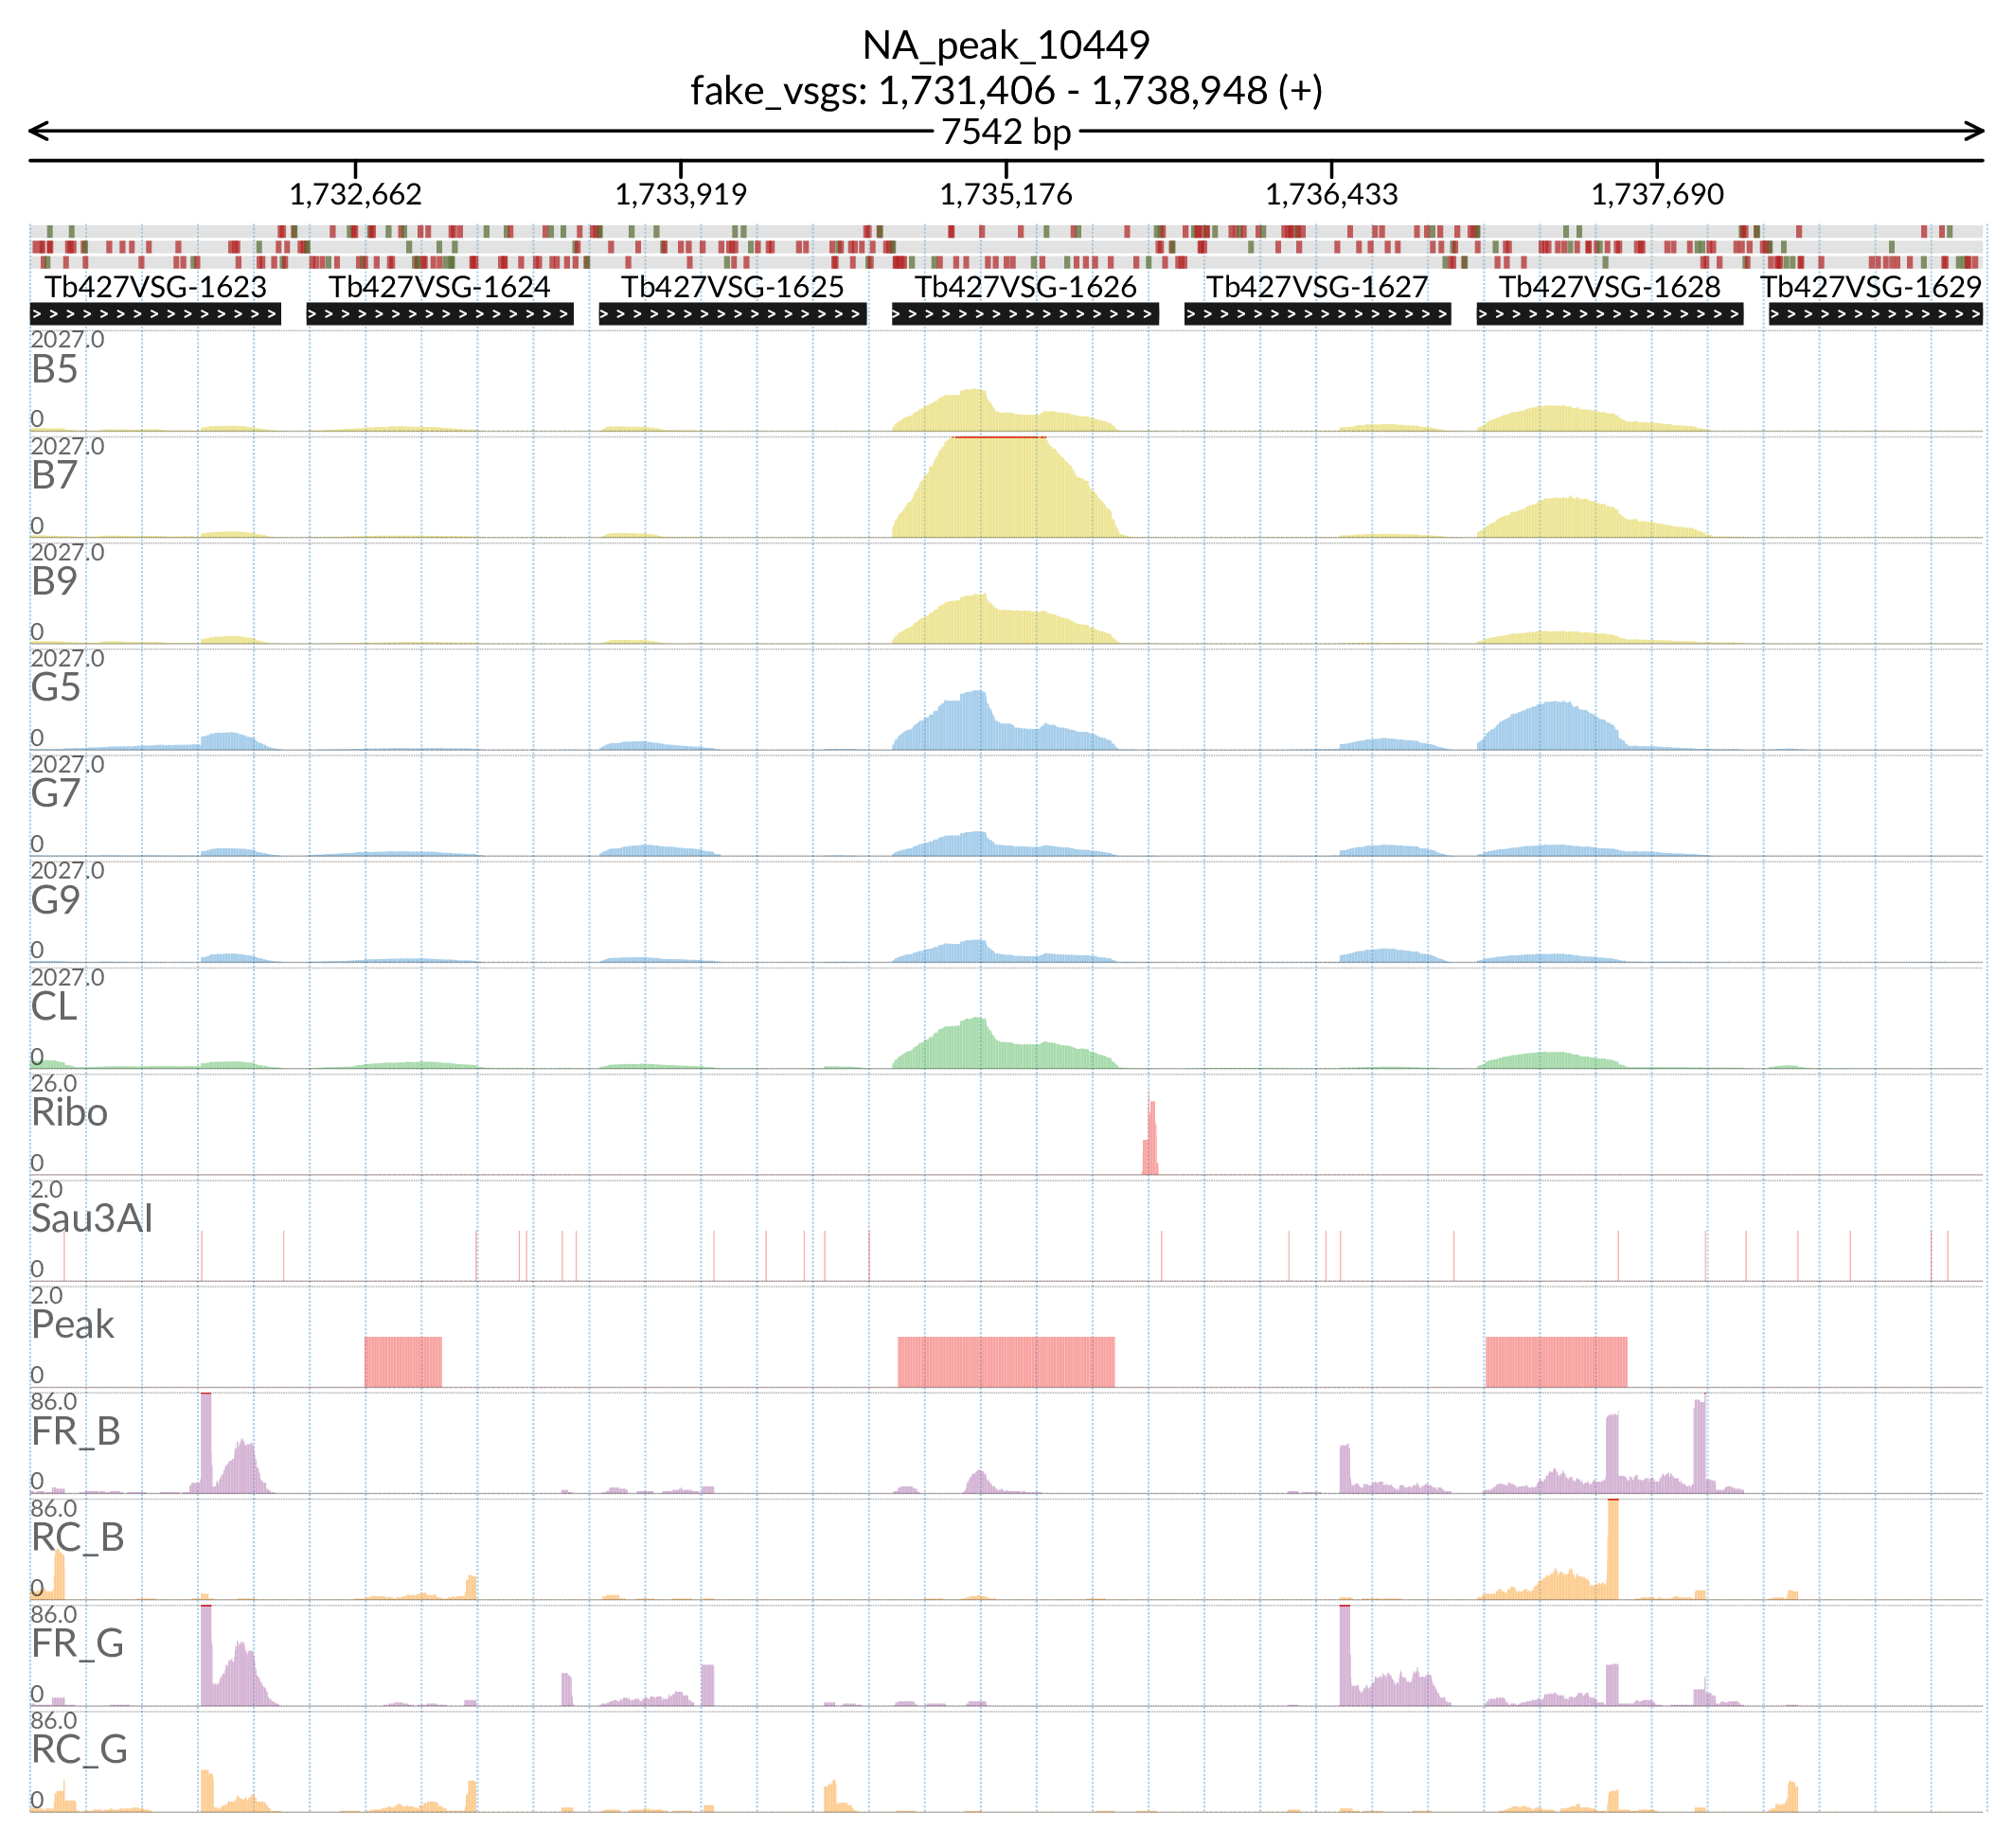 NA_peak_10449
fake_vsgs: 1,731,406 - 1,738,948 (+)
7542 bp
1,732,662 1,733,919 1,735,176 1,736,433 1,737,690
Tb427VSG-1623 Tb427VSG-1624 Tb427VSG-1625 Tb427VSG-1626 Tb427VSG-1627 Tb427VSG-1628 Tb427VSG-1629
2027.0
B5
0
2027.0
B7
0
2027.0
B9
0
2027.0
G5
0
2027.0
G7
0
2027.0
G9
0
2027.0
CL
0
26.0
Ribo
0
2.0
Sau3AI
0
2.0
Peak
0
86.0
FR_B
0
86.0
RC_B
0
86.0
FR_G
0
86.0
RC_G
0